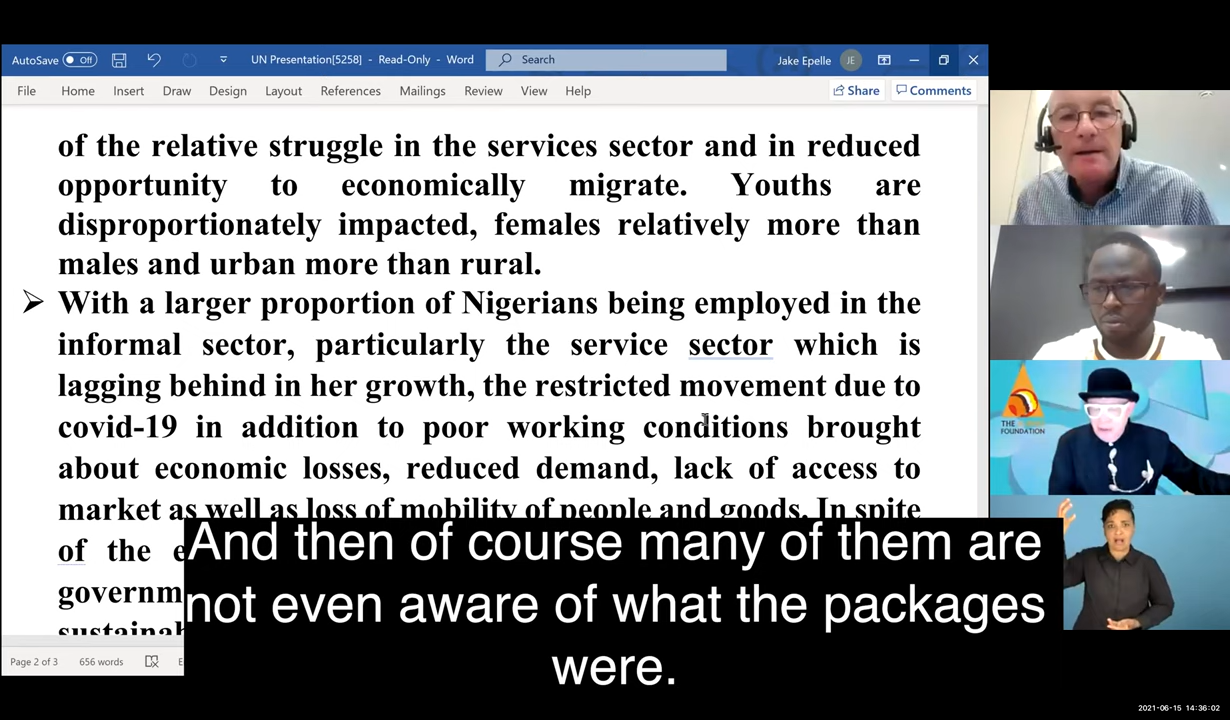 AutoSave Off UN Presentation[5258] - Read-Only - Word Search Jake Epelle JE
File Home Insert Draw Design Layout References Mailings Review View Help Share Comments
of the relative struggle in the services sector and in reduced
opportunity to economically migrate. Youths are
disproportionately impacted, females relatively more than
males and urban more than rural.
➢ With a larger proportion of Nigerians being employed in the
informal sector, particularly the service sector which is
lagging behind in her growth, the restricted movement due to
covid-19 in addition to poor working conditions brought
about economic losses, reduced demand, lack of access to
market as well as loss of mobility of people and goods. In spite
of the
governm
sustainab
Page 2 of 3 656 words
THE
FOUNDATION
And then of course many of them are
not even aware of what the packages
were.
2021-06-15 14:36:02